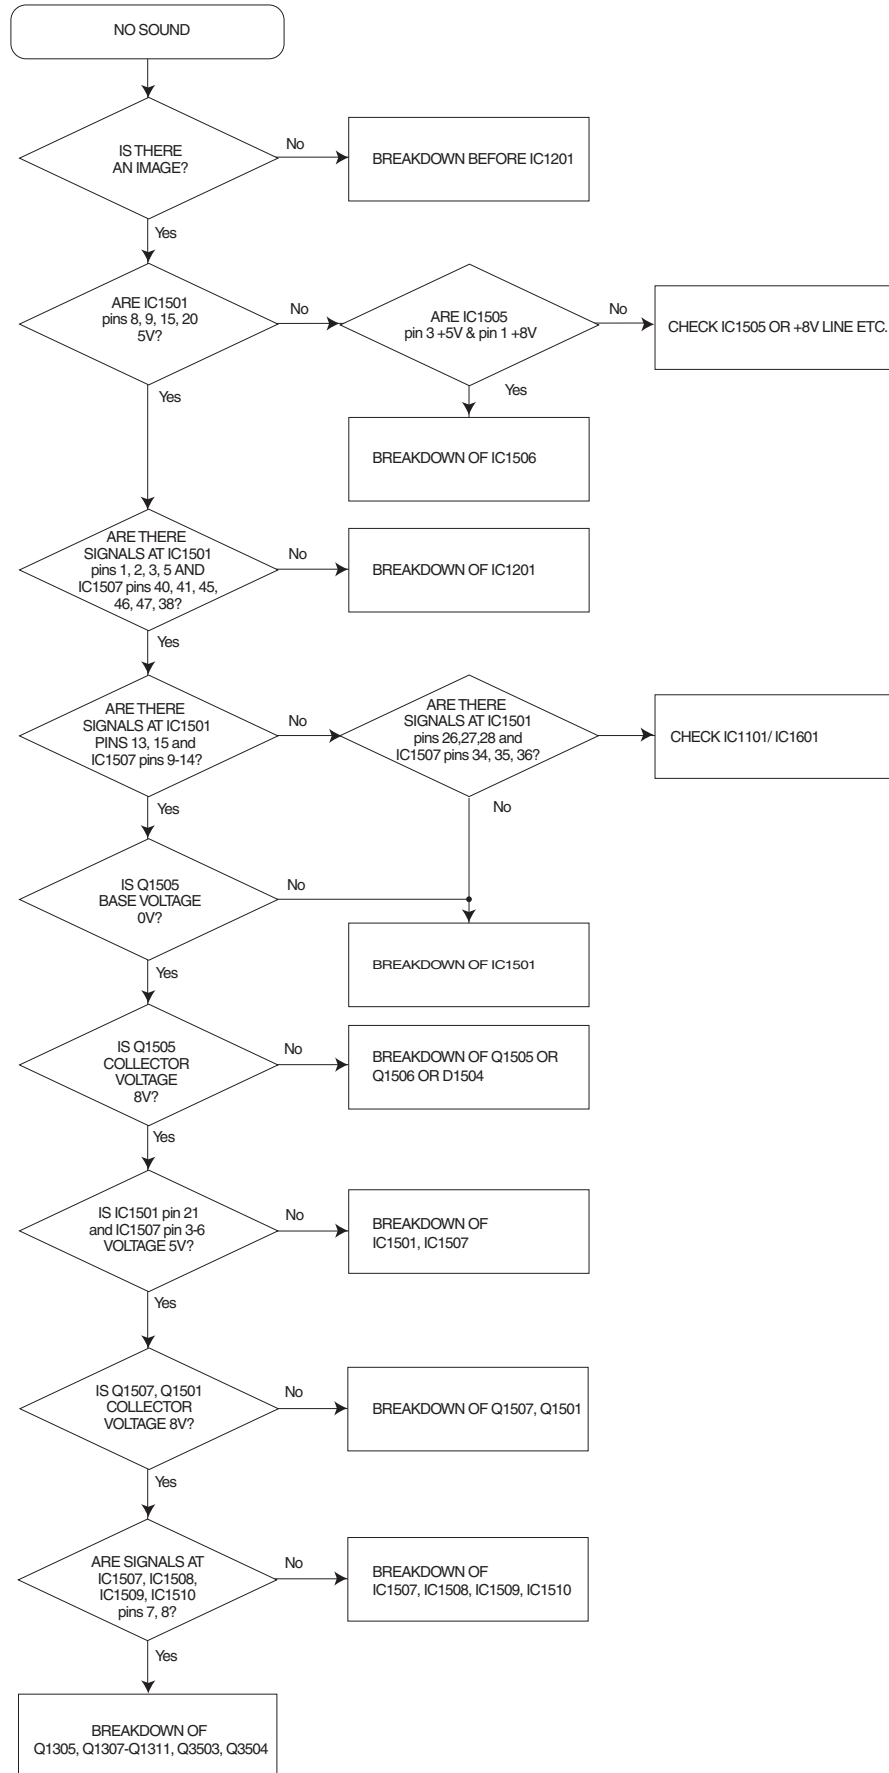 NO SOUND
IS THERE
AN IMAGE?
No
BREAKDOWN BEFORE IC1201
Yes
ARE IC1501
pins 8, 9, 15, 20
5V?
No
ARE IC1505
pin 3 +5V & pin 1 +8V
No
CHECK IC1505 OR +8V LINE ETC.
Yes
Yes
BREAKDOWN OF IC1506
ARE THERE
SIGNALS AT IC1501
pins 1, 2, 3, 5 AND
IC1507 pins 40, 41, 45,
46, 47, 38?
No
BREAKDOWN OF IC1201
Yes
ARE THERE
SIGNALS AT IC1501
PINS 13, 15 and
IC1507 pins 9-14?
No
ARE THERE
SIGNALS AT IC1501
pins 26,27,28 and
IC1507 pins 34, 35, 36?
CHECK IC1101/ IC1601
Yes
No
IS Q1505
BASE VOLTAGE
0V?
No
BREAKDOWN OF IC1501
Yes
IS Q1505
COLLECTOR
VOLTAGE
8V?
No
BREAKDOWN OF Q1505 OR
Q1506 OR D1504
Yes
IS IC1501 pin 21
and IC1507 pin 3-6
VOLTAGE 5V?
No
BREAKDOWN OF
IC1501, IC1507
Yes
IS Q1507, Q1501
COLLECTOR
VOLTAGE 8V?
No
BREAKDOWN OF Q1507, Q1501
Yes
ARE SIGNALS AT
IC1507, IC1508,
IC1509, IC1510
pins 7, 8?
No
BREAKDOWN OF
IC1507, IC1508, IC1509, IC1510
Yes
BREAKDOWN OF
Q1305, Q1307-Q1311, Q3503, Q3504